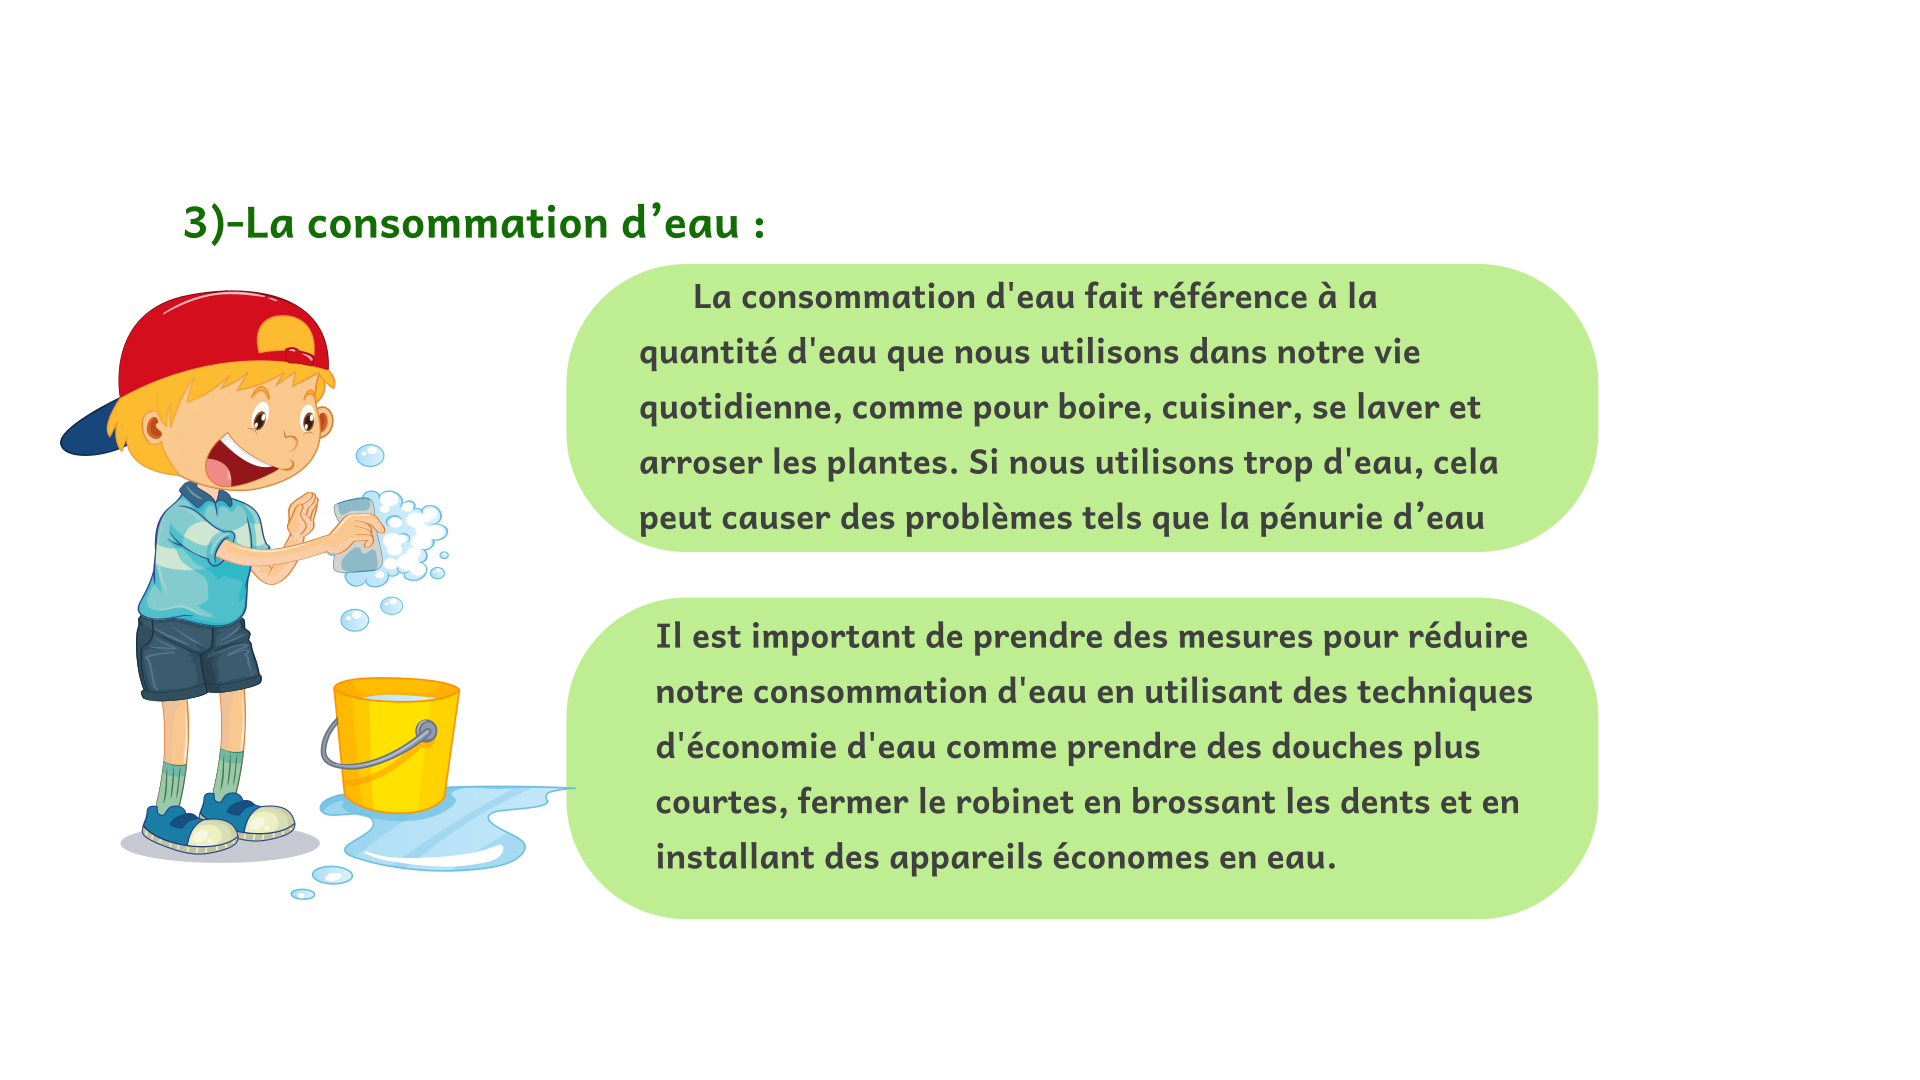 3)-La consommation d’eau :
La consommation d'eau fait référence à la
quantité d'eau que nous utilisons dans notre vie
quotidienne, comme pour boire, cuisiner, se laver et
arroser les plantes. Si nous utilisons trop d'eau, cela
peut causer des problèmes tels que la pénurie d’eau
Il est important de prendre des mesures pour réduire
notre consommation d'eau en utilisant des techniques
d'économie d'eau comme prendre des douches plus
courtes, fermer le robinet en brossant les dents et en
installant des appareils économes en eau.